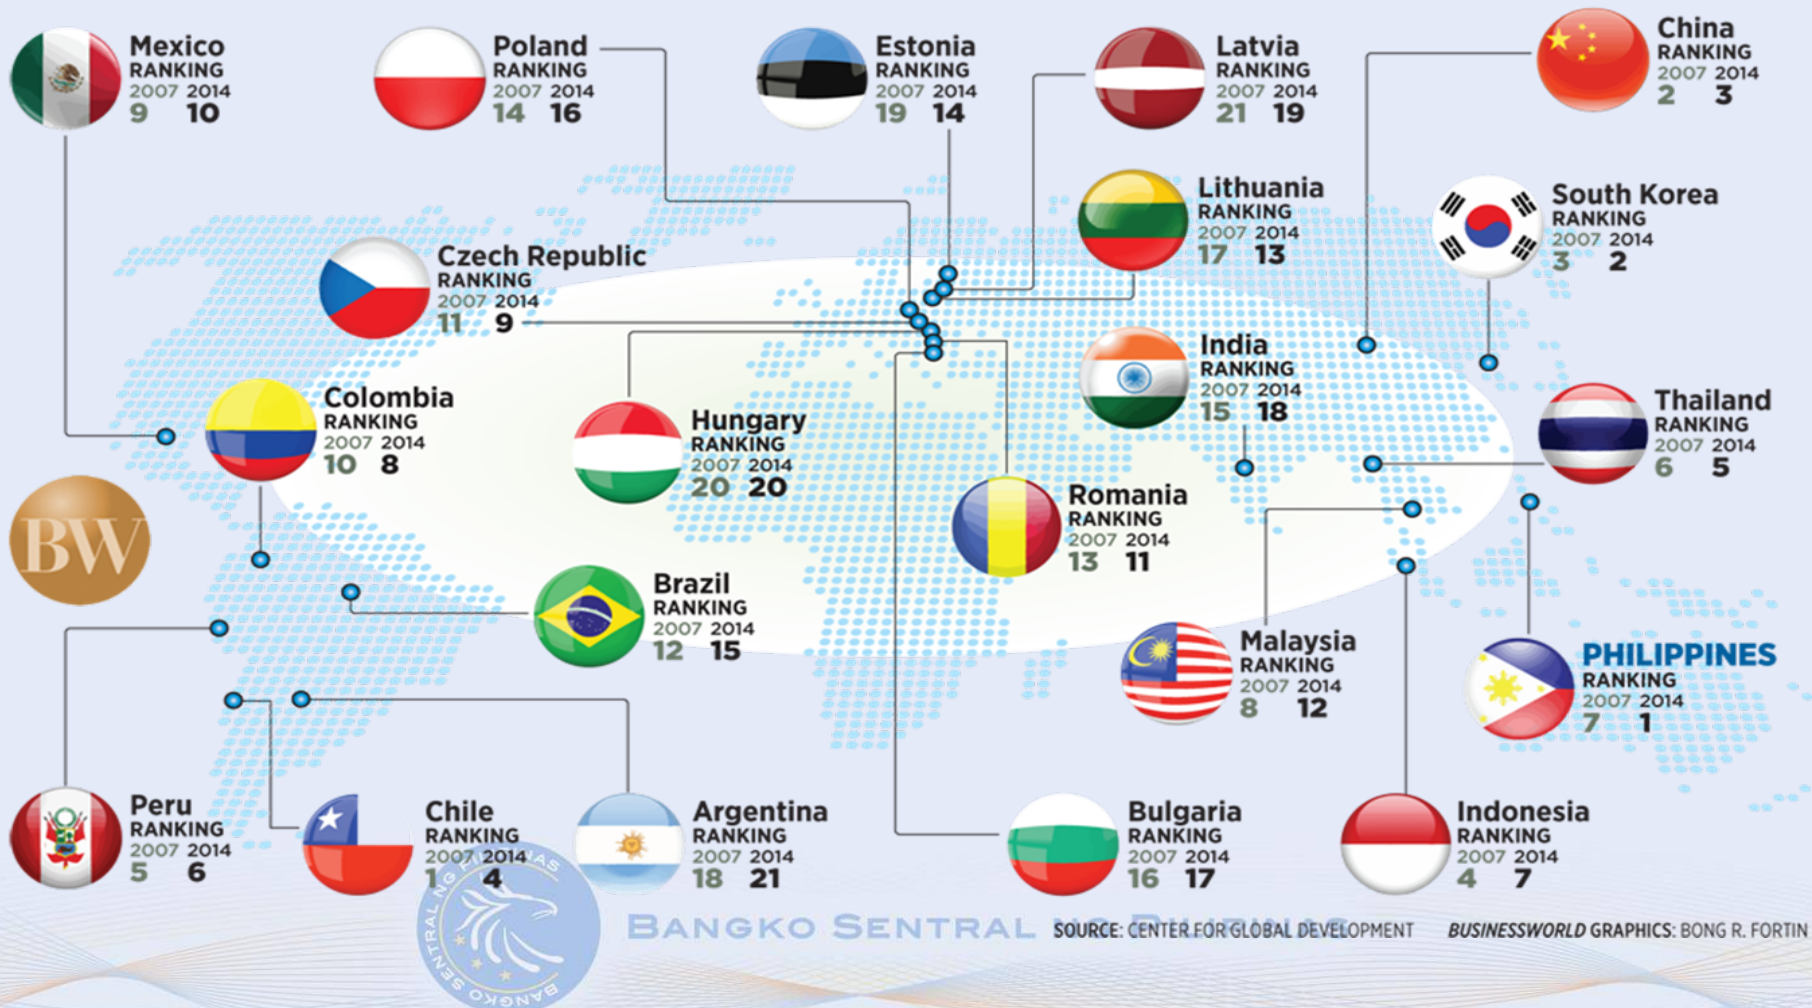 Mexico
RANKING
2007 2014
9 10
Poland
RANKING
2007 2014
14 16
Estonia
RANKING
2007 2014
19 14
Latvia
RANKING
2007 2014
21 19
China
RANKING
2007 2014
2 3
Lithuania
RANKING
2007 2014
17 13
South Korea
RANKING
2007 2014
3 2
Czech Republic
RANKING
2007 2014
11 9
India
RANKING
2007 2014
15 18
Colombia
RANKING
2007 2014
10 8
Hungary
RANKING
2007 2014
20 20
Thailand
RANKING
2007 2014
6 5
BW
Romania
RANKING
2007 2014
13 11
Brazil
RANKING
2007 2014
12 15
Malaysia
RANKING
2007 2014
8 12
PHILIPPINES
RANKING
2007 2014
7 1
Peru
RANKING
2007 2014
5 6
Chile
RANKING
2007 2014
1 4
Argentina
RANKING
2007 2014
18 21
Bulgaria
RANKING
2007 2014
16 17
Indonesia
RANKING
2007 2014
4 7
BANGKO SENTRAL NG PILIPINAS
BANGKO SENTRAL NG PILIPINAS
SOURCE: CENTER FOR GLOBAL DEVELOPMENT
BUSINESSWORLD GRAPHICS: BONG R. FORTIN